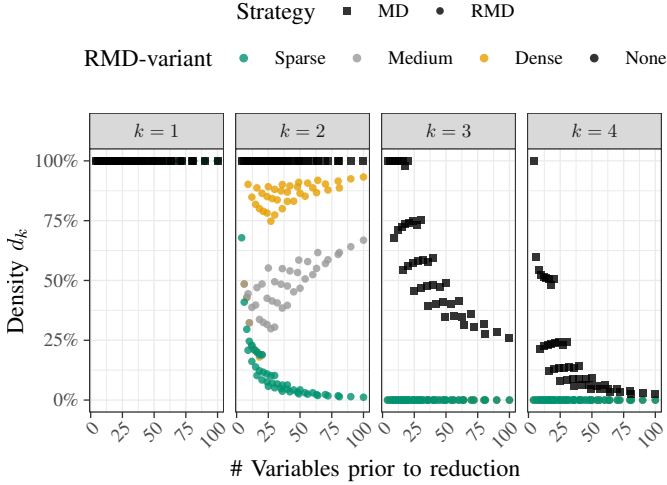 Strategy MD RMD
RMD-variant Sparse Medium Dense None
k = 1 k = 2 k = 3 k = 4
100%
75%
50%
25%
0%
Density d_k
0 25 50 75 100 0 25 50 75 100 0 25 50 75 100 0 25 50 75 100
# Variables prior to reduction